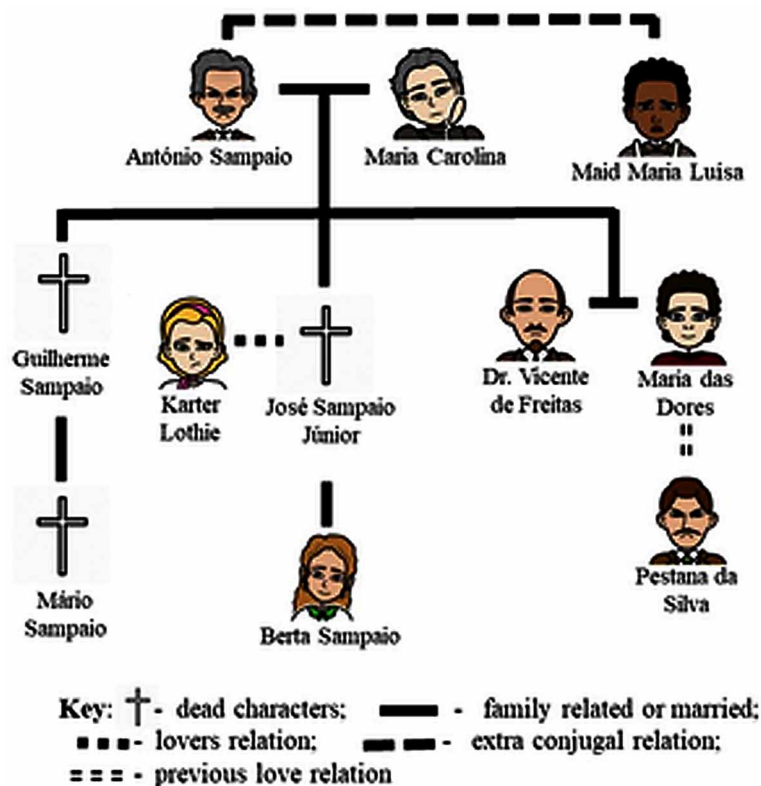 António Sampaio
Maria Carolina
Maid Maria Luisa
Guilherme
Sampaio
Karter
Lothie
José Sampaio
Júnior
Dr. Vicente
de Freitas
Maria das
Dores
Mário
Sampaio
Berta Sampaio
Pestana da
Silva
Key: - dead characters; - family related or married;
- lovers relation; - extra conjugal relation;
- previous love relation